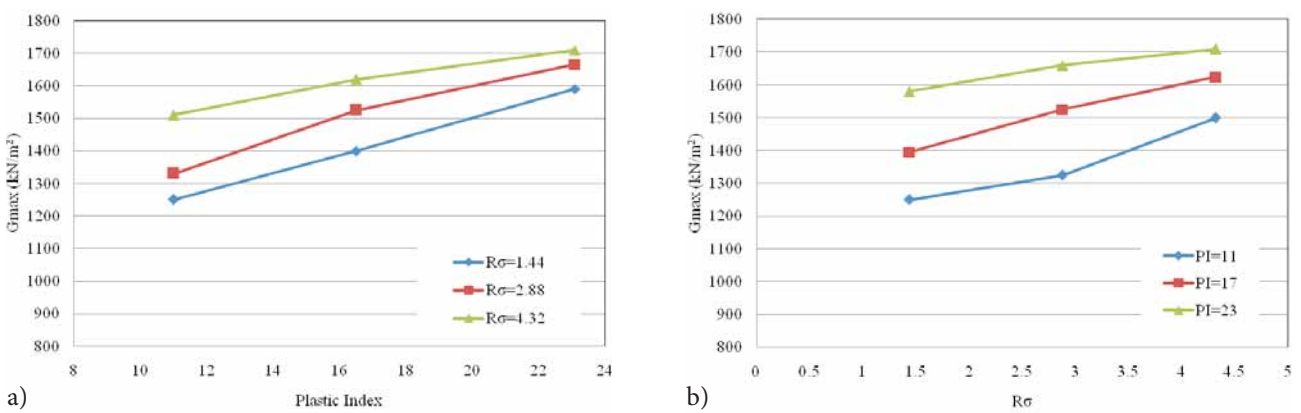 Gmax (kN/m²)
1800
1700
1600
1500
1400
1300
1200
1100
1000
900
800
8 10 12 14 16 18 20 22 24
Plastic Index
Rσ=1.44
Rσ=2.88
Rσ=4.32
a)
Gmax (kN/m²)
1800
1700
1600
1500
1400
1300
1200
1100
1000
900
800
0 0.5 1 1.5 2 2.5 3 3.5 4 4.5 5
Rσ
PI=11
PI=17
PI=23
b)